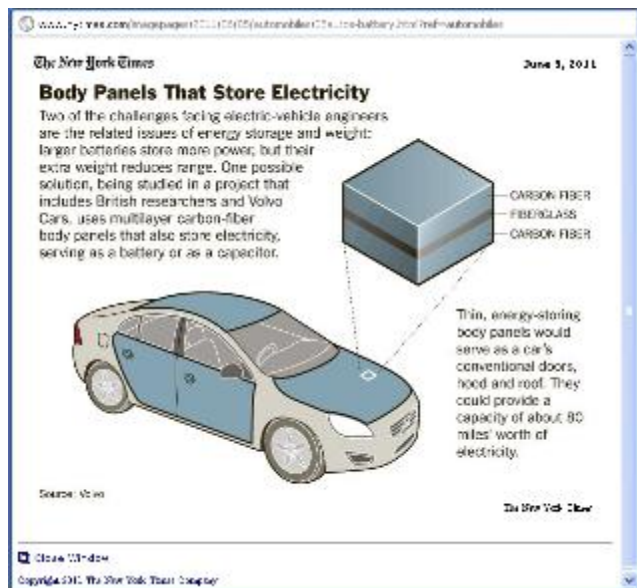 The New York Times
June 5, 2011
Body Panels That Store Electricity
Two of the challenges facing electric-vehicle engineers
are the related issues of energy storage and weight:
larger batteries store more power, but their
extra weight reduces range. One possible
solution, being studied in a project that
includes British researchers and Volvo
Cars, uses multilayer carbon-fiber
body panels that also store electricity,
serving as a battery or as a capacitor.
CARBON FIBER
FIBERGLASS
CARBON FIBER
Thin, energy-storing
body panels would
serve as a car's
conventional doors,
hood and roof. They
could provide a
capacity of about 80
miles' worth of
electricity.
Source: Volvo
The New York Times
Close Window
Copyright 2011 The New York Times Company